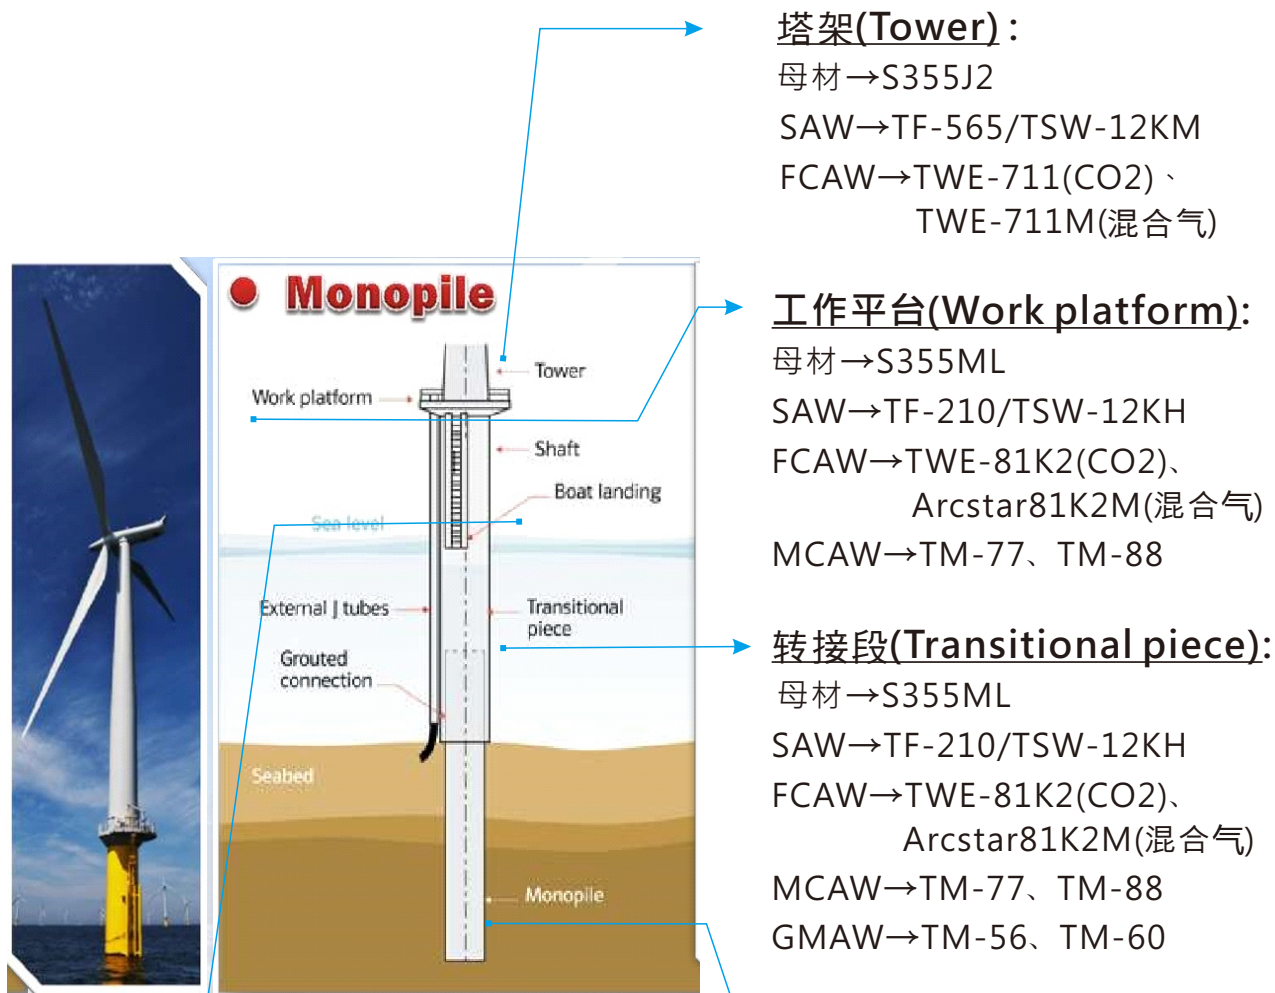 塔架(Tower) :
母材→S355J2
SAW→TF-565/TSW-12KM
FCAW→TWE-711(CO2)、
TWE-711M(混合气)
Monopile
Tower
Work platform
Shaft
Boat landing
Sea level
External J tubes
Transitional
piece
Grouted
connection
Seabed
Monopile
工作平台(Work platform):
母材→S355ML
SAW→TF-210/TSW-12KH
FCAW→TWE-81K2(CO2)、
Arcstar81K2M(混合气)
MCAW→TM-77、TM-88
转接段(Transitional piece):
母材→S355ML
SAW→TF-210/TSW-12KH
FCAW→TWE-81K2(CO2)、
Arcstar81K2M(混合气)
MCAW→TM-77、TM-88
GMAW→TM-56、TM-60